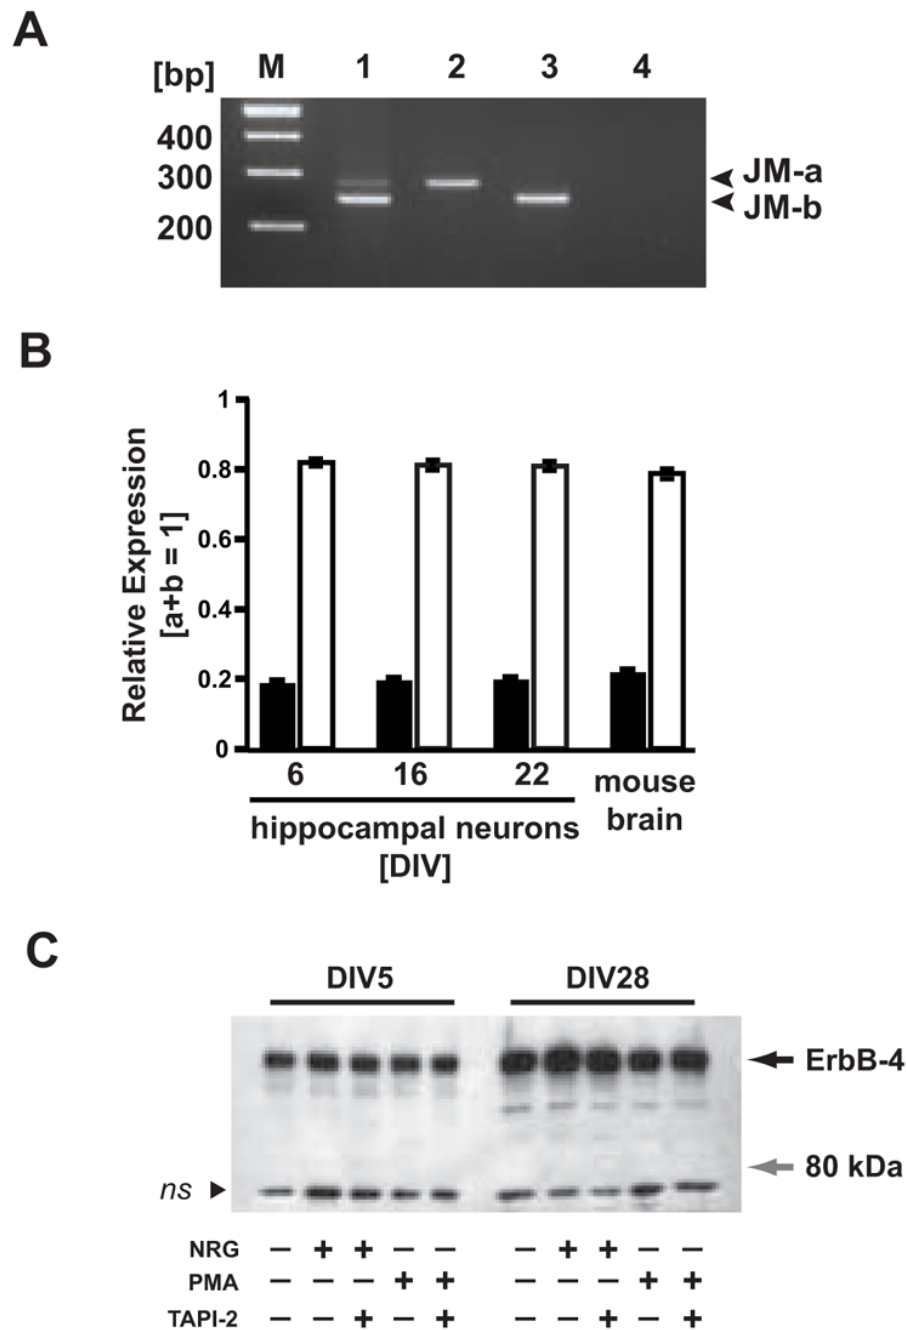 A
[bp] M 1 2 3 4
400
300
200
JM-a
JM-b
B
Relative Expression
[a+b = 1]
1
0.8
0.6
0.4
0.2
0
6 16 22 mouse
brain
hippocampal neurons
[DIV]
C
DIV5 DIV28
ErbB-4
80 kDa
ns
NRG – + + – – – + + – –
PMA – – – + + – – – + +
TAPI-2 – – + – + – – + – +